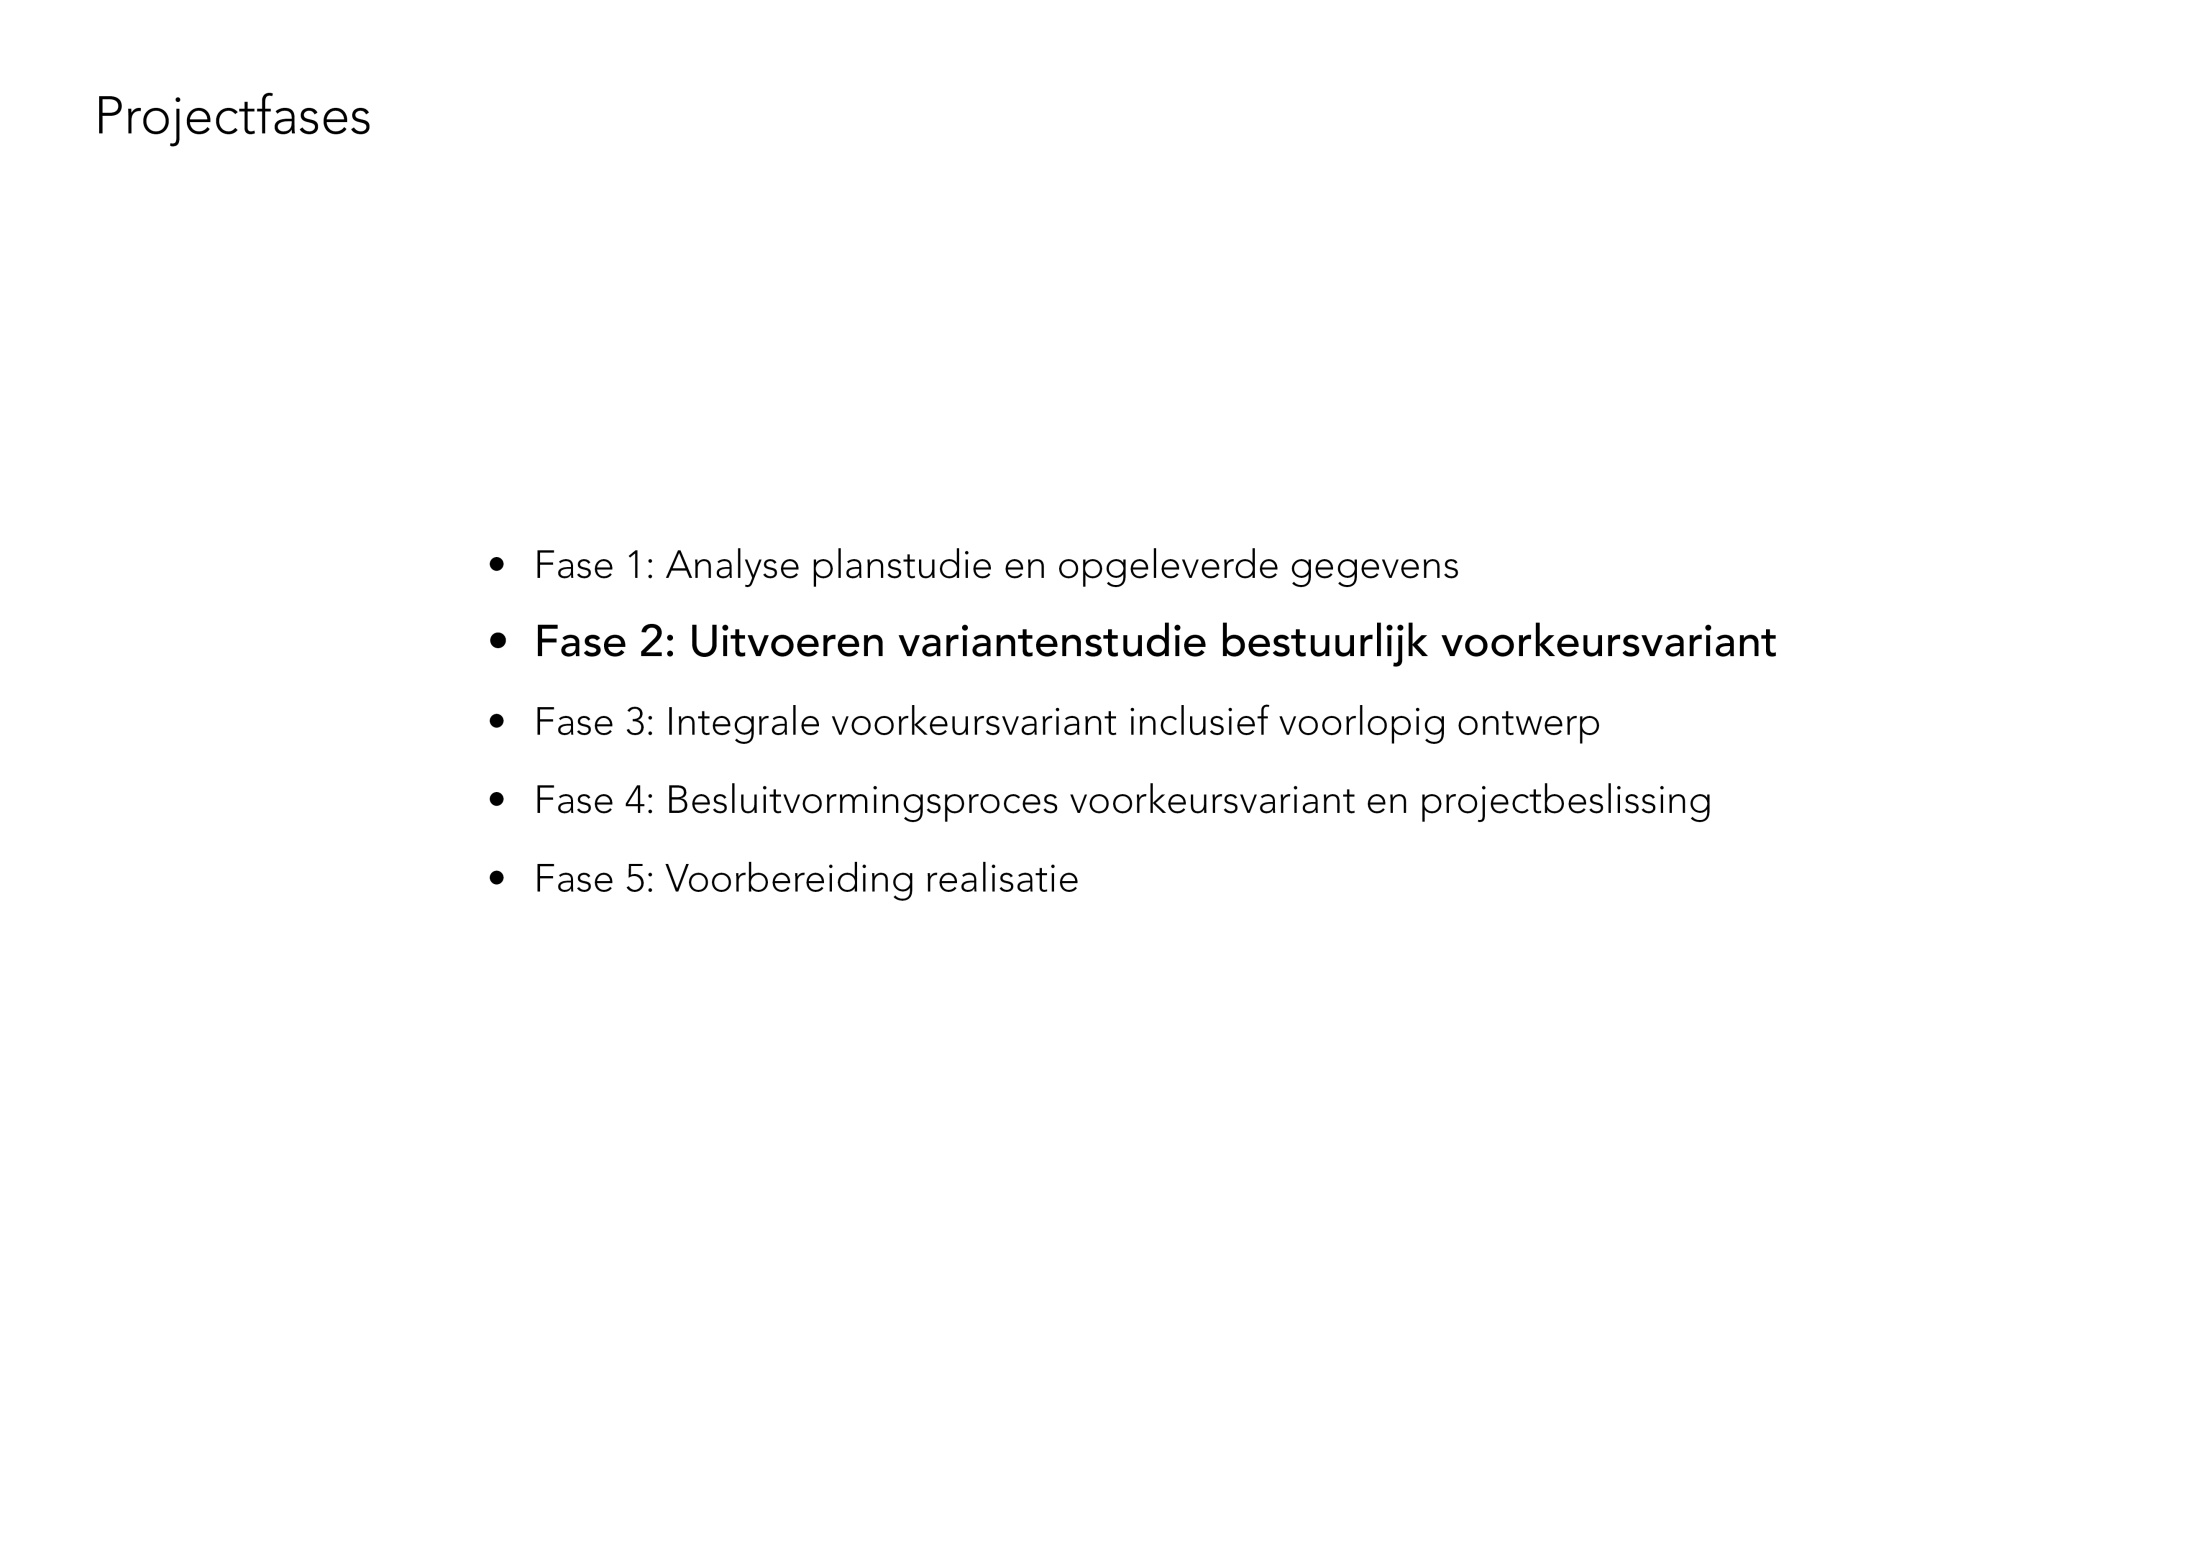 Projectfases
• Fase 1: Analyse planstudie en opgeleverde gegevens
• Fase 2: Uitvoeren variantenstudie bestuurlijk voorkeursvariant
• Fase 3: Integrale voorkeursvariant inclusief voorlopig ontwerp
• Fase 4: Besluitvormingsproces voorkeursvariant en projectbeslissing
• Fase 5: Voorbereiding realisatie